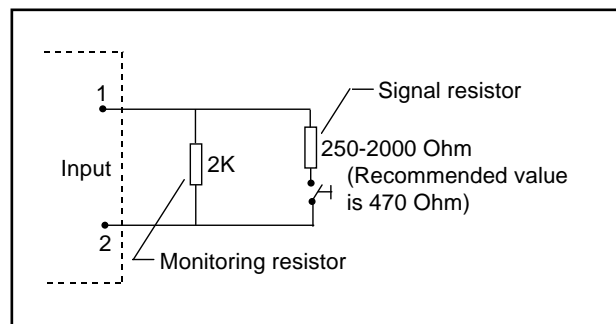 1
Signal resistor
Input
2K
250-2000 Ohm
(Recommended value
is 470 Ohm)
2
Monitoring resistor